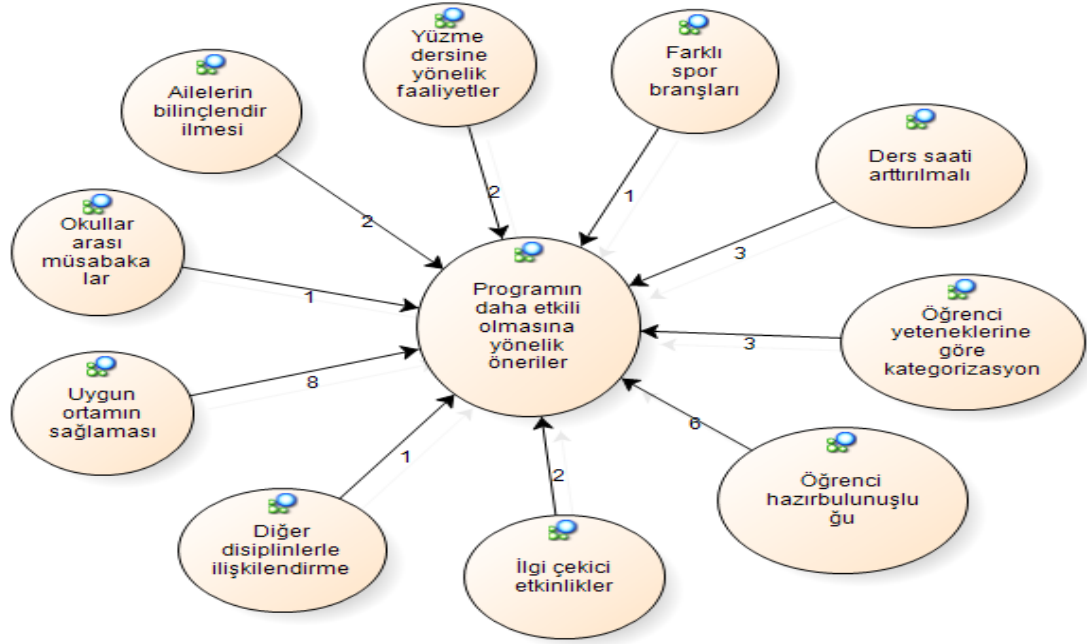 Yüzme
dersine
yönelik
faaliyetler
2
Farklı
spor
branşları
1
Ailelerin
bilinçlendir
ilmesi
2
Ders saati
arttırılmalı
3
Okullar
arası
müsabaka
lar
1
Programın
daha etkili
olmasına
yönelik
öneriler
Öğrenci
yeteneklerine
göre
kategorizasyon
3
Uygun
ortamın
sağlaması
8
Öğrenci
hazırbulunuşlu
ğu
6
Diğer
disiplinlerle
ilişkilendirme
1
İlgi çekici
etkinlikler
2